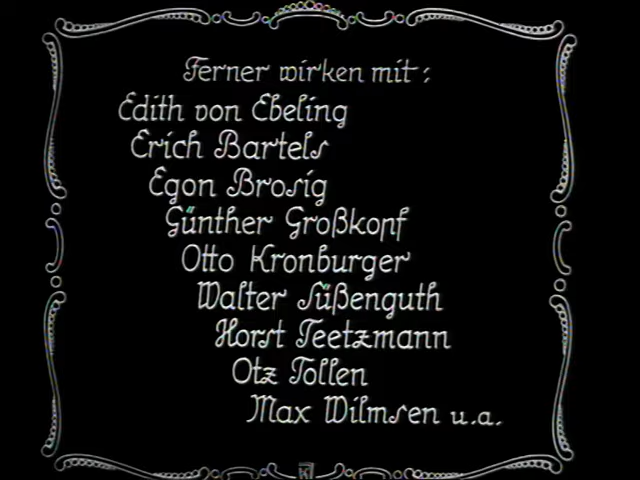 Ferner wirken mit:
Edith von Ebeling
Erich Bartels
Egon Brosig
Günther Großkopf
Otto Kronburger
Walter Süßenguth
Horst Teetzmann
Otz Tollen
Max Wilmsen u.a.